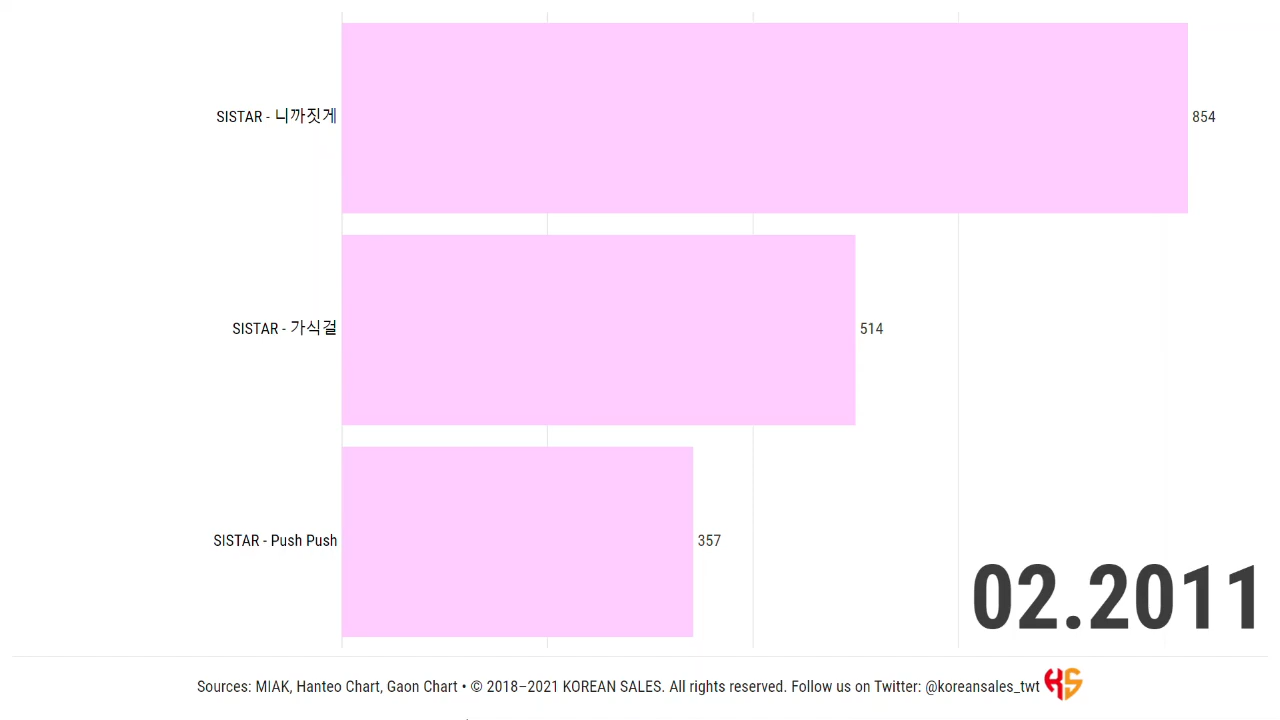 SISTAR - 니까짓게
854
SISTAR - 가식걸
514
SISTAR - Push Push
357
02.2011
Sources: MIAK, Hanteo Chart, Gaon Chart • © 2018–2021 KOREAN SALES. All rights reserved. Follow us on Twitter: @koreansales_twt KS